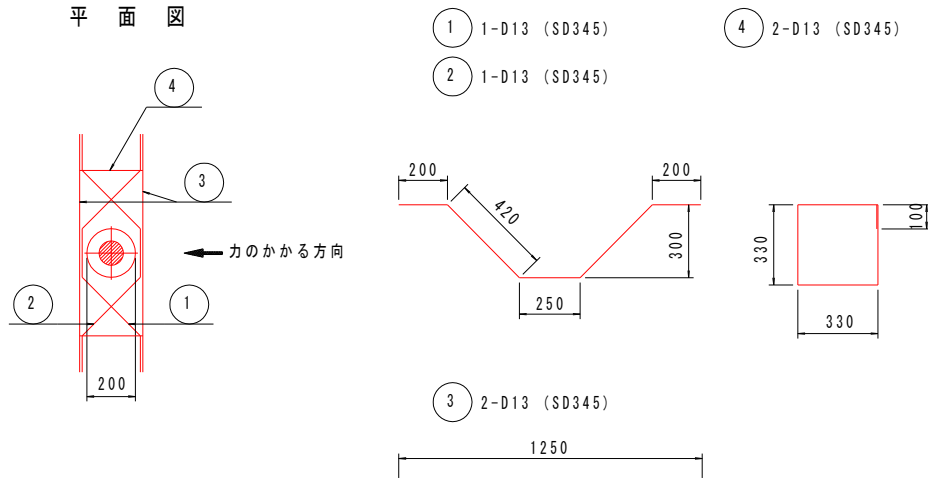 平面図
① 1-D13 (SD345)
② 1-D13 (SD345)
④ 2-D13 (SD345)
④
③
力のかかる方向
②
①
200
200
420
200
300
250
330
100
330
③ 2-D13 (SD345)
1250